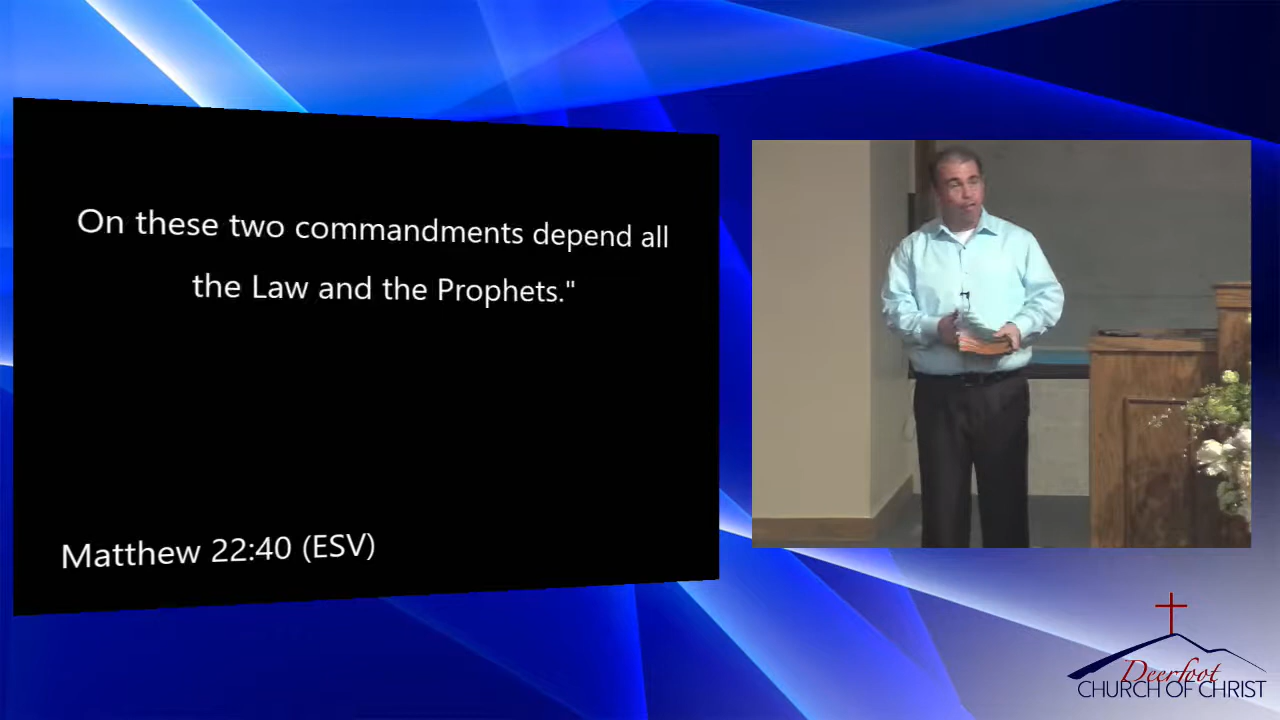 On these two commandments depend all
the Law and the Prophets."
Matthew 22:40 (ESV)
Deerfoot
CHURCH OF CHRIST